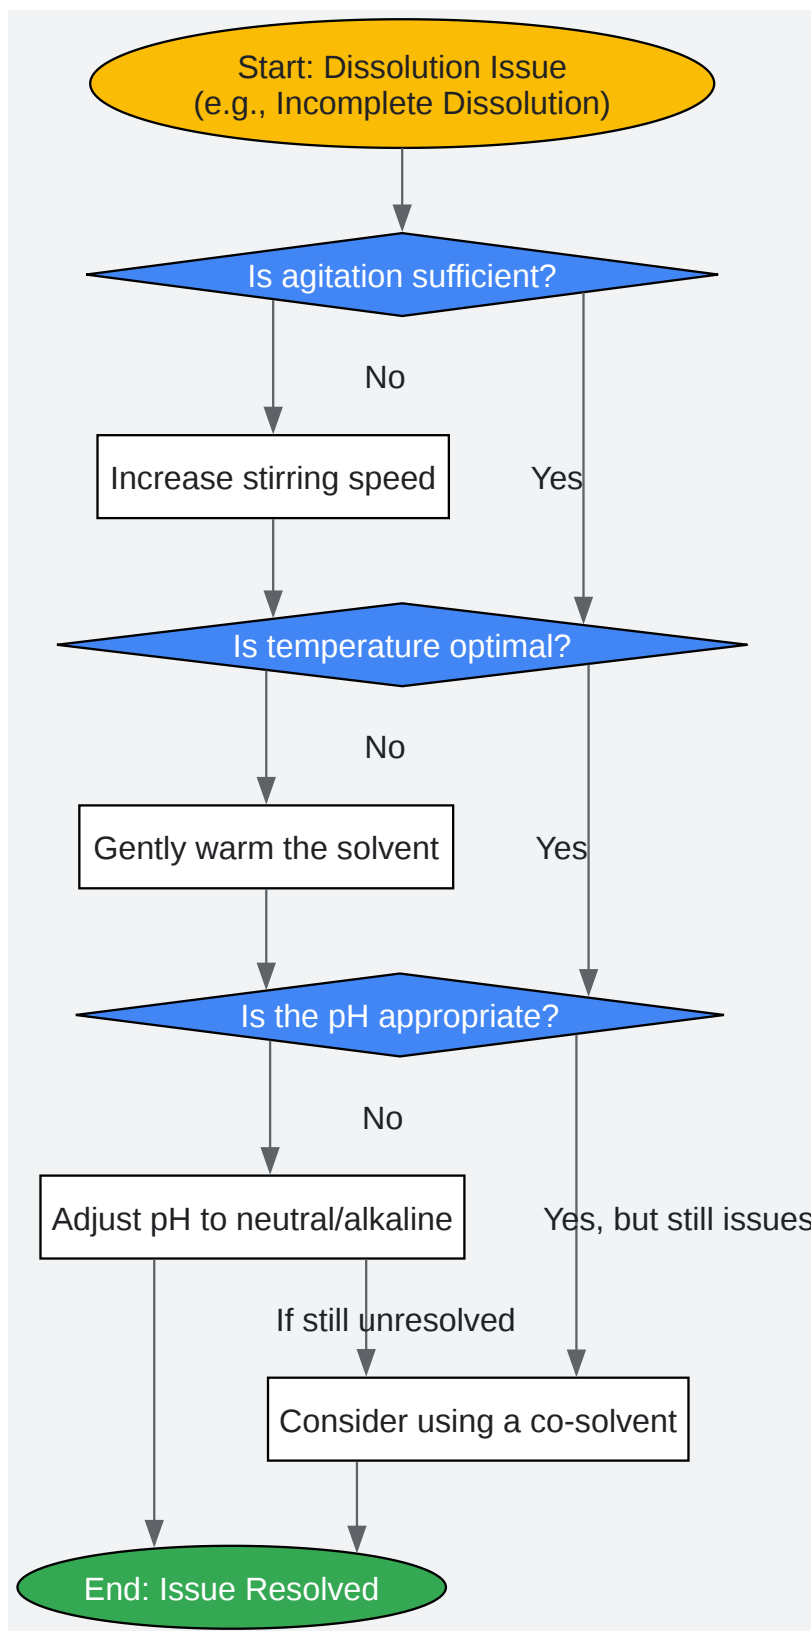 Start: Dissolution Issue
(e.g., Incomplete Dissolution)
Is agitation sufficient?
No
Increase stirring speed
Yes
Is temperature optimal?
No
Gently warm the solvent
Yes
Is the pH appropriate?
No
Adjust pH to neutral/alkaline
Yes, but still issues
If still unresolved
Consider using a co-solvent
End: Issue Resolved